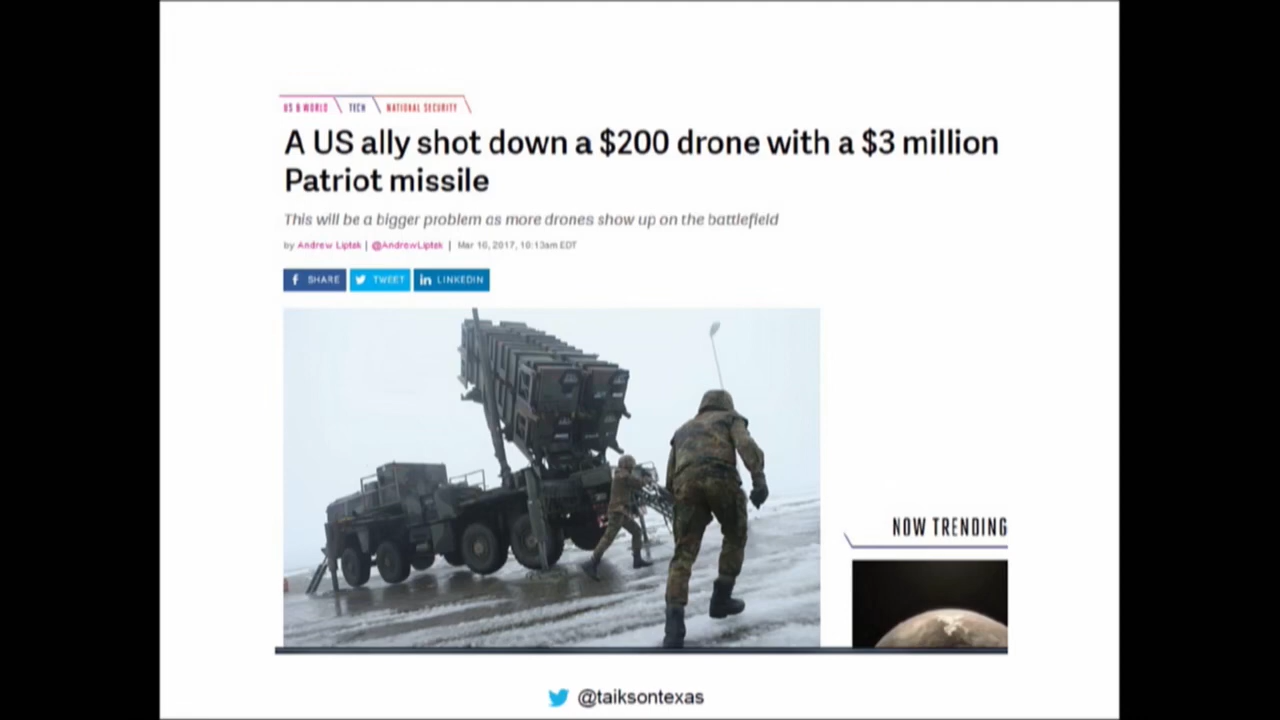 US & WORLD TECH NATIONAL SECURITY
A US ally shot down a $200 drone with a $3 million
Patriot missile
This will be a bigger problem as more drones show up on the battlefield
by Andrew Liptak | @AndrewLiptak | Mar 16, 2017, 10:13am EDT
f SHARE TWEET in LINKEDIN
NOW TRENDING
@taiksontexas